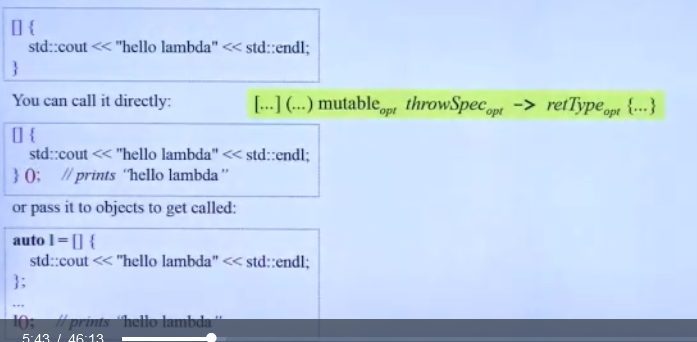 [] {
std::cout << "hello lambda" << std::endl;
}
You can call it directly:
[...] (...) mutable opt throwSpec opt -> retType opt {...}
[] {
std::cout << "hello lambda" << std::endl;
} (); // prints "hello lambda"
or pass it to objects to get called:
auto l = [] {
std::cout << "hello lambda" << std::endl;
};
...
l(); // prints "hello lambda"
5:43 / 46:13